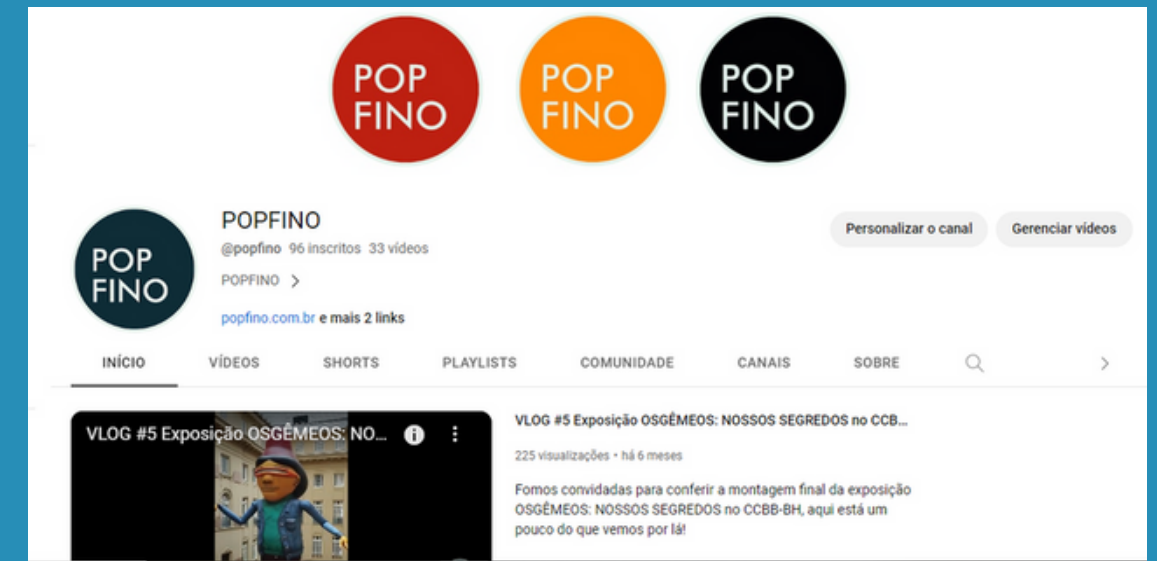 POP
FINO
POP
FINO
POP
FINO
POP
FINO
POPFINO
@popfino 96 inscritos 33 vídeos
POPFINO >
popfino.com.br e mais 2 links
Personalizar o canal
Gerenciar vídeos
INÍCIO VÍDEOS SHORTS PLAYLISTS COMUNIDADE CANAIS SOBRE >
VLOG #5 Exposição OSGÊMEOS: NO...
VLOG #5 Exposição OSGÊMEOS: NOSSOS SEGREDOS no CCB...
225 visualizações • há 6 meses
Fomos convidadas para conferir a montagem final da exposição
OSGÊMEOS: NOSSOS SEGREDOS no CCBB-BH, aqui está um
pouco do que vemos por lá!